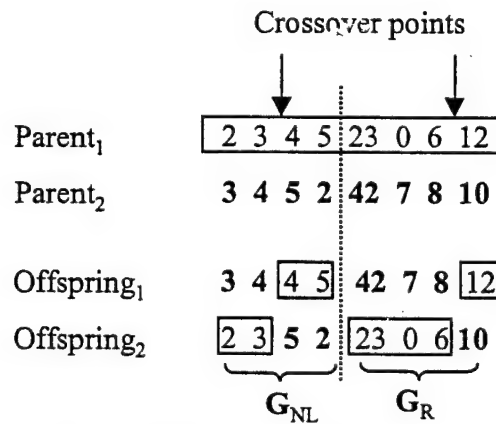 Crossover points
Parent₁ 2 3 4 5 23 0 6 12
Parent₂ 3 4 5 2 42 7 8 10
Offspring₁ 3 4 4 5 42 7 8 12
Offspring₂ 2 3 5 2 23 0 6 10
G_NL G_R